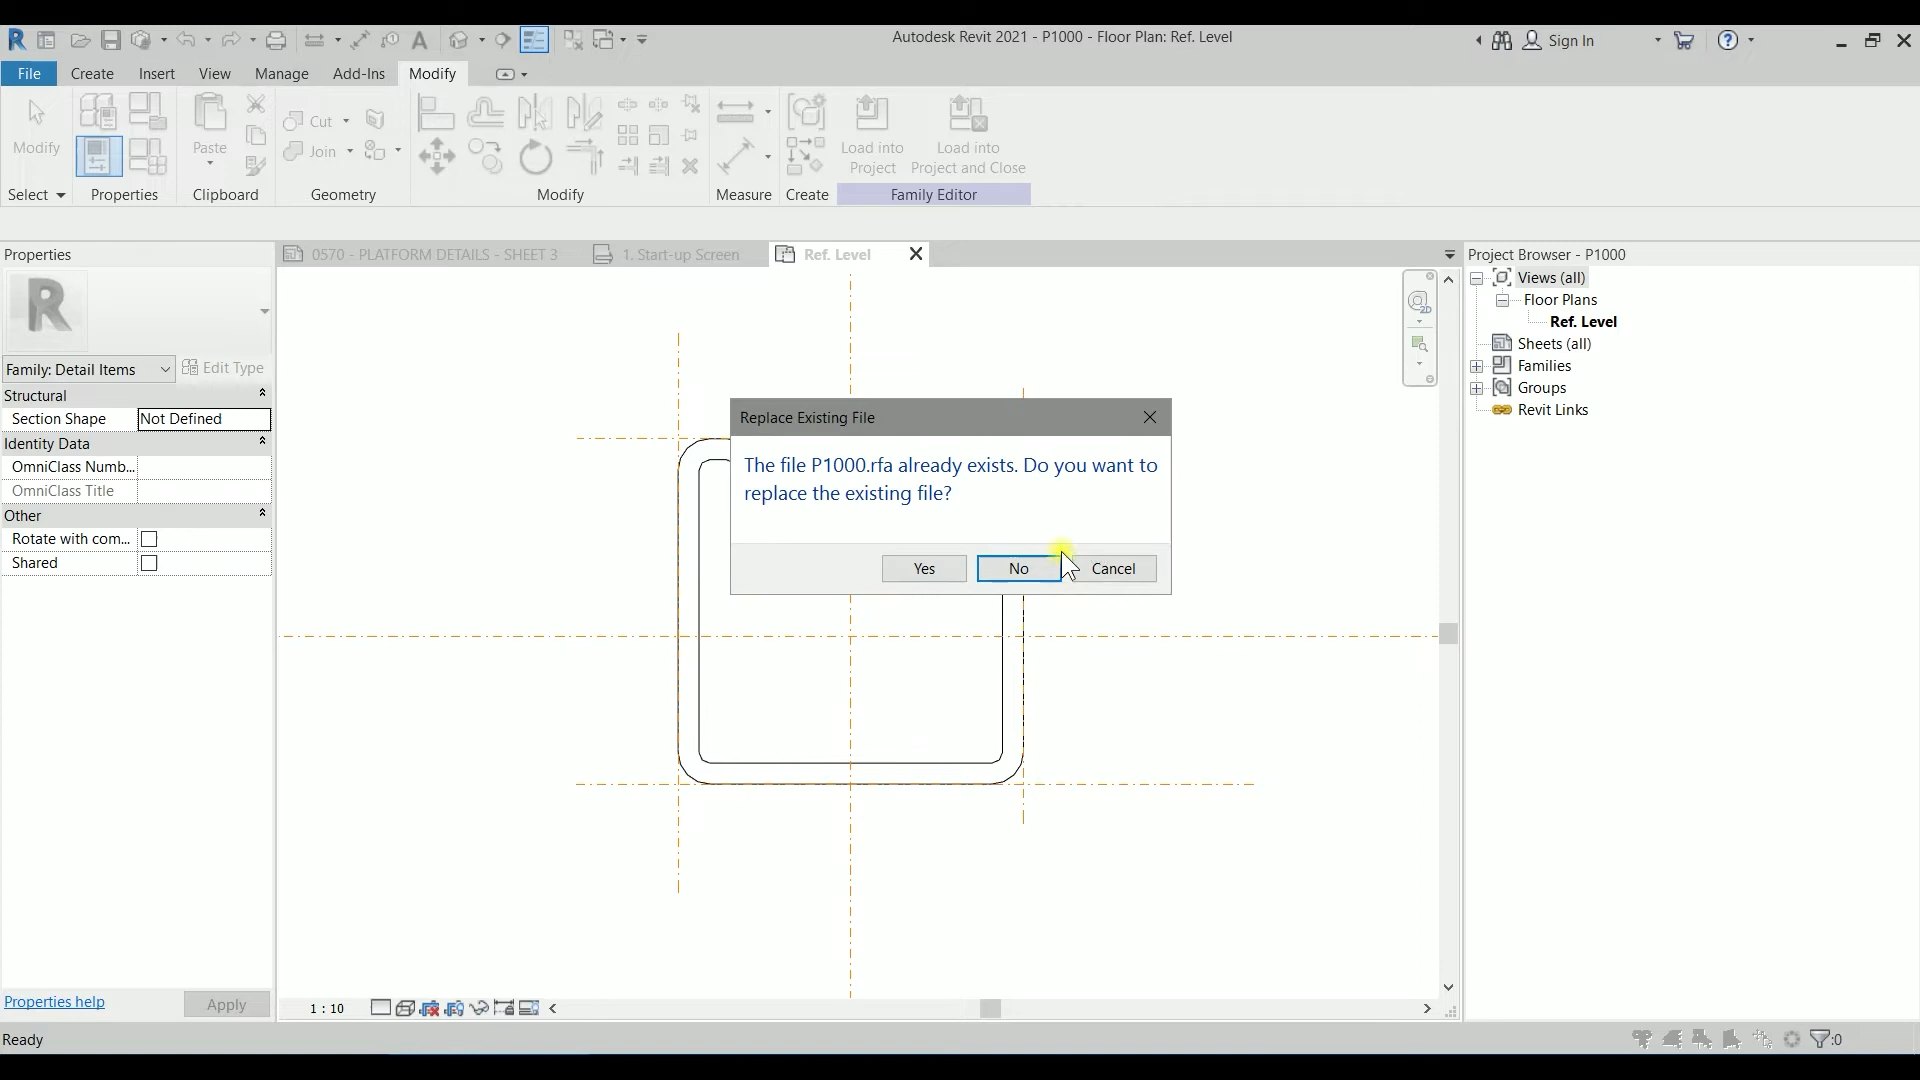 Autodesk Revit 2021 - P1000 - Floor Plan: Ref. Level
Sign In
File Create Insert View Manage Add-Ins Modify
Modify
Paste
Cut
Join
Load into
Project
Load into
Project and Close
Select Properties Clipboard Geometry Modify Measure Create Family Editor
Properties
0570 - PLATFORM DETAILS - SHEET 3
1. Start-up Screen
Ref. Level
Project Browser - P1000
Views (all)
Floor Plans
Ref. Level
Sheets (all)
Families
Groups
Revit Links
2D
R
Family: Detail Items
Edit Type
Structural
Section Shape Not Defined
Identity Data
OmniClass Numb...
OmniClass Title
Other
Rotate with com...
Shared
Replace Existing File
The file P1000.rfa already exists. Do you want to
replace the existing file?
Yes No Cancel
Properties help
Apply
1 : 10
Ready
:0